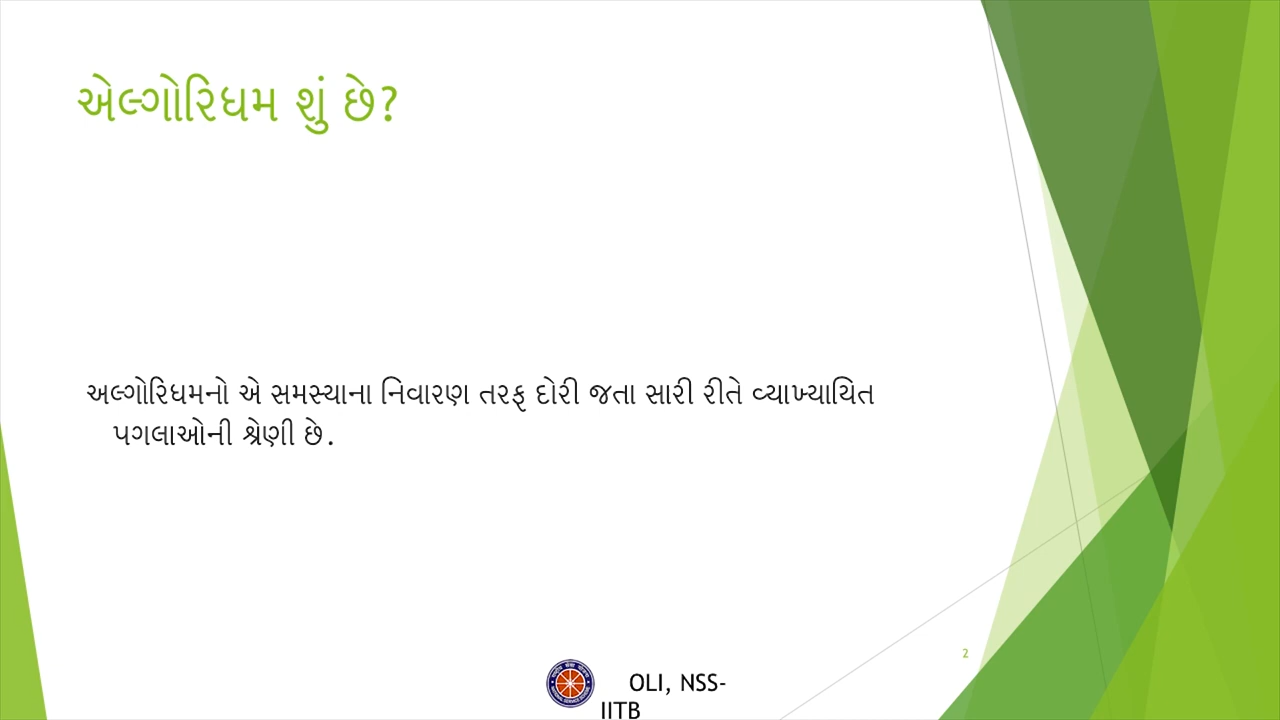 એલ્ગોરિધમ શું છે?
અલ્ગોરિધમનો એ સમસ્યાના નિવારણ તરફ દોરી જતા સારી રીતે વ્યાખ્યાયિત
પગલાઓની શ્રેણી છે.
2
OLI, NSS-
IITB